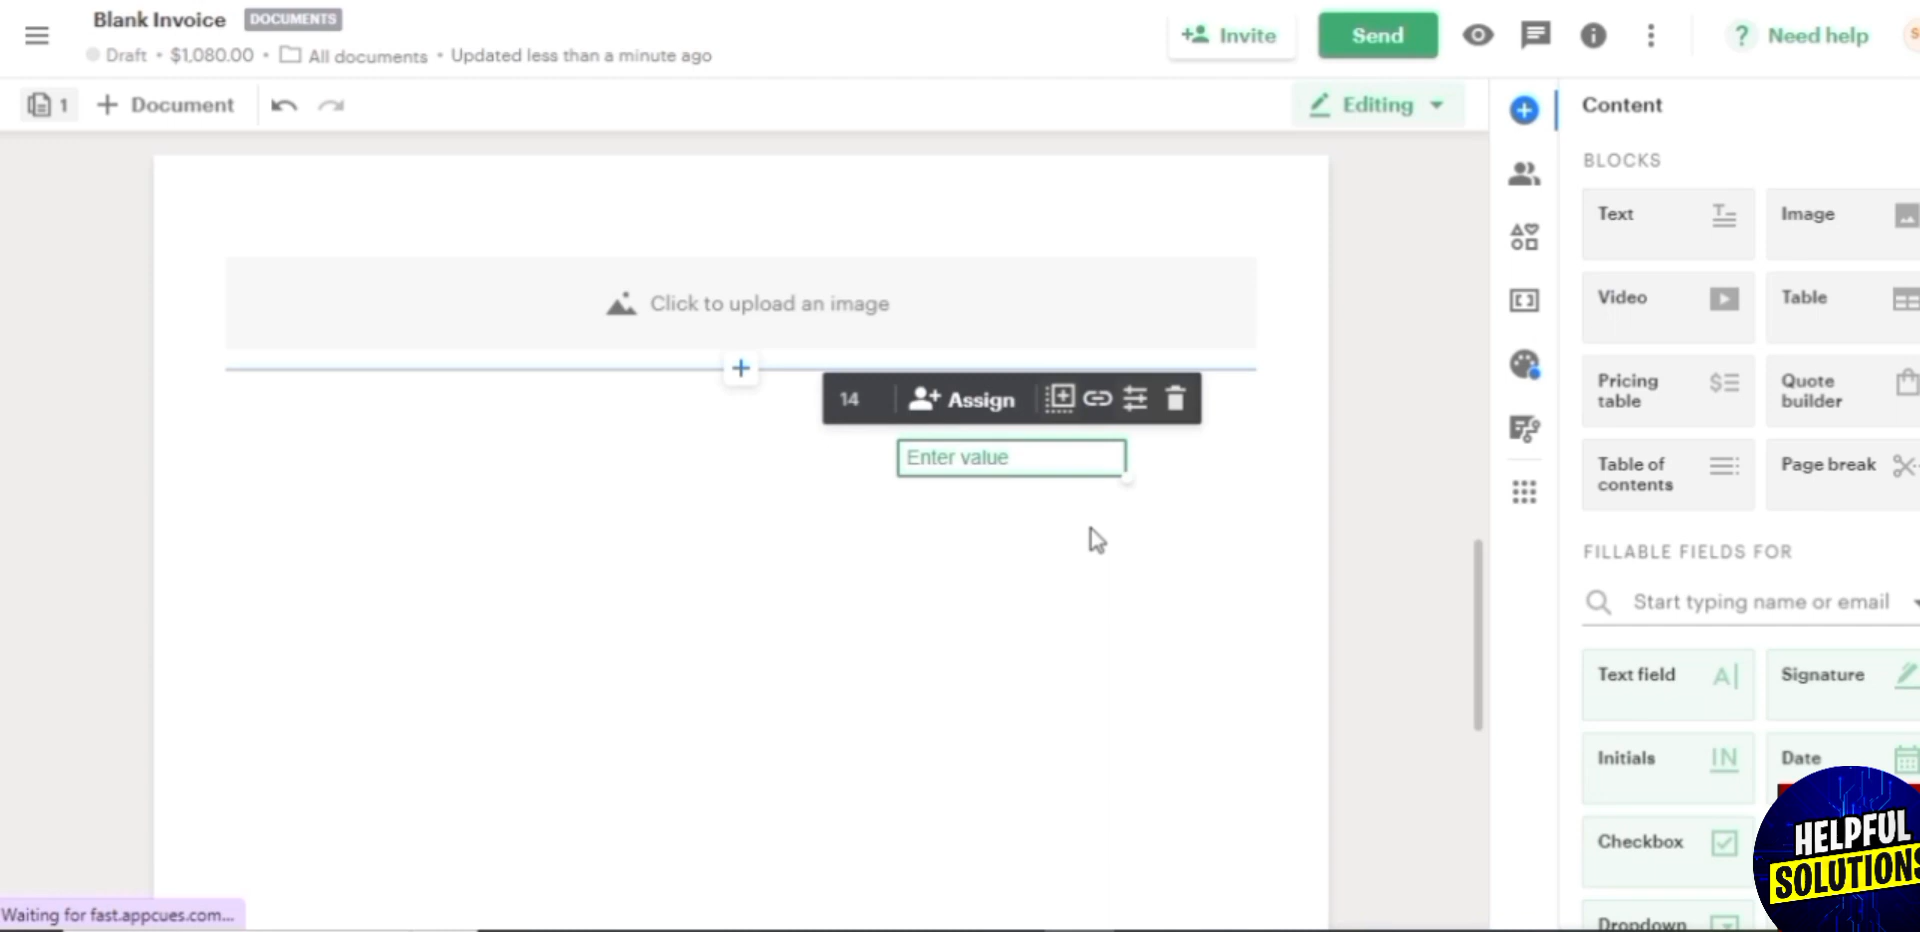 Blank Invoice DOCUMENTS
Draft • $1,080.00 • All documents • Updated less than a minute ago
Invite
Send
? Need help
S
1
Document
Editing
Content
BLOCKS
Text
Image
Video
Table
Pricing table
Quote builder
Table of contents
Page break
Click to upload an image
14
Assign
Enter value
FILLABLE FIELDS FOR
Start typing name or email
Text field
Signature
Initials
IN
Date
Checkbox
Dropdown
HELPFUL
SOLUTIONS
Waiting for fast.appcues.com...